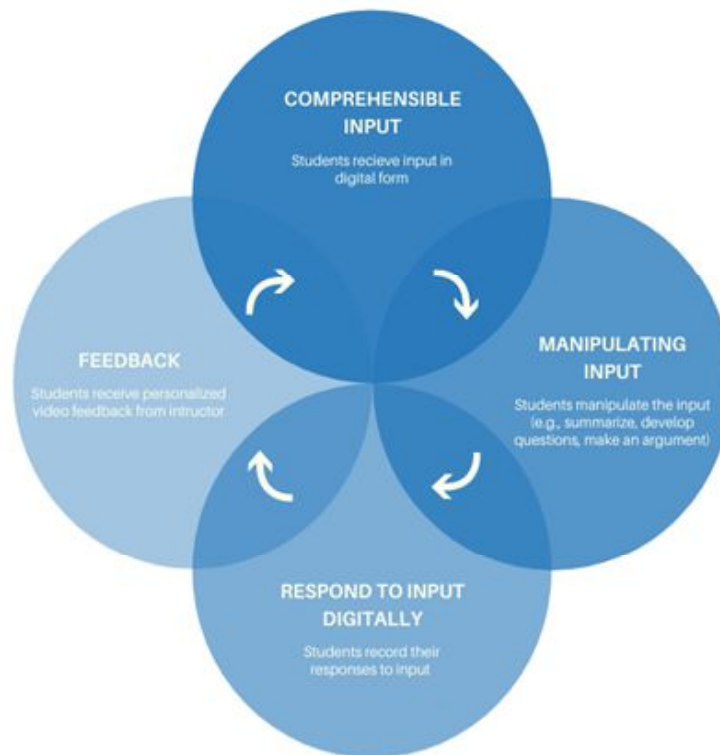 COMPREHENSIBLE
INPUT
Students recieve input in
digital form
MANIPULATING
INPUT
Students manipulate the input
(e.g., summarize, develop
questions, make an argument)
RESPOND TO INPUT
DIGITALLY
Students record their
responses to input
FEEDBACK
Students receive personalized
video feedback from intructor